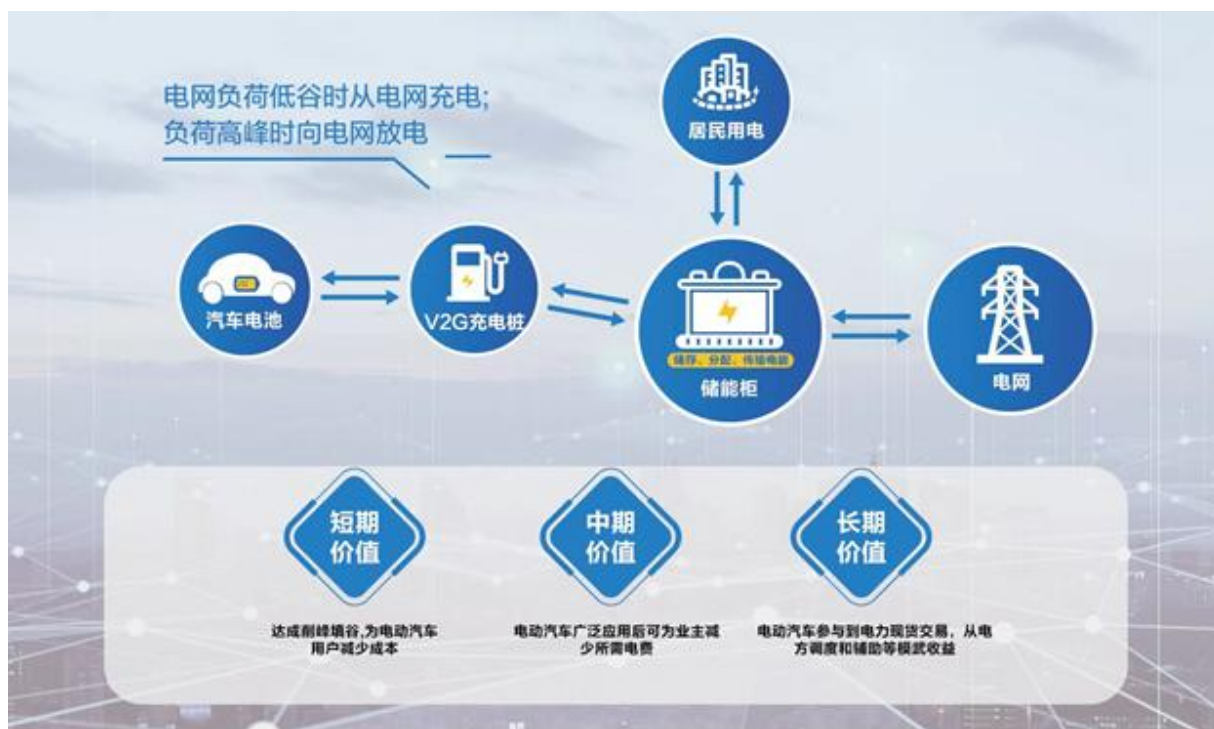 电网负荷低谷时从电网充电;
负荷高峰时向电网放电
居民用电
汽车电池
V2G充电桩
储存、分配、传输电能
储能柜
电网
短期
价值
达成削峰填谷,为电动汽车
用户减少成本
中期
价值
电动汽车广泛应用后可为业主减
少所需电费
长期
价值
电动汽车参与到电力现货交易，从电
方调度和辅助等模武收益